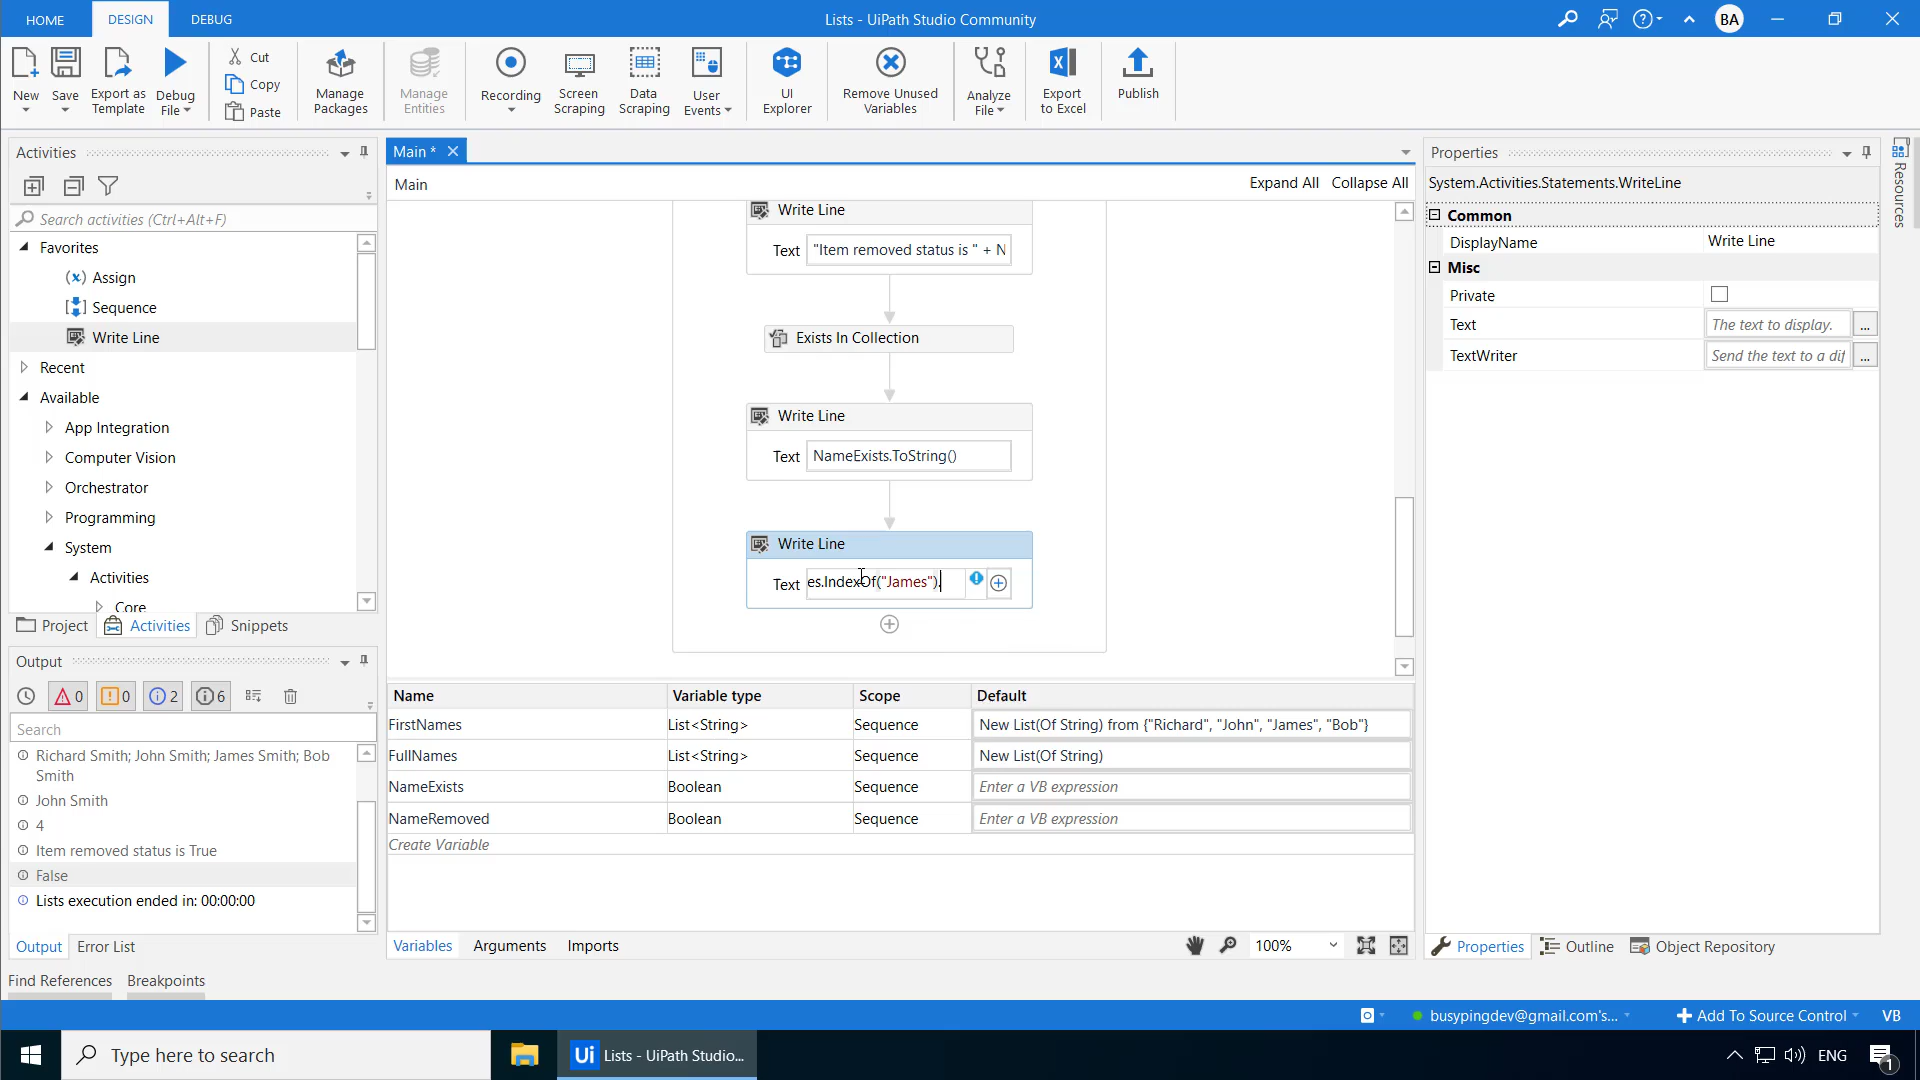 HOME
DESIGN
DEBUG
Lists - UiPath Studio Community
BA
New
Save
Export as
Template
Debug
File
Cut
Copy
Paste
Manage
Packages
Manage
Entities
Recording
Screen
Scraping
Data
Scraping
User
Events
UI
Explorer
Remove Unused
Variables
Analyze
File
Export
to Excel
Publish
Activities
Search activities (Ctrl+Alt+F)
Favorites
Assign
Sequence
Write Line
Recent
Available
App Integration
Computer Vision
Orchestrator
Programming
System
Activities
Core
Project
Activities
Snippets
Output
0
0
2
6
Search
Richard Smith; John Smith; James Smith; Bob
Smith
John Smith
4
Item removed status is True
False
Lists execution ended in: 00:00:00
Output
Error List
Find References
Breakpoints
Main *
Main
Expand All
Collapse All
Write Line
Text
"Item removed status is " + N
Exists In Collection
Write Line
Text
NameExists.ToString()
Write Line
Text
es.IndexOf("James").
Name
Variable type
Scope
Default
FirstNames
List<String>
Sequence
New List(Of String) from {"Richard", "John", "James", "Bob"}
FullNames
List<String>
Sequence
New List(Of String)
NameExists
Boolean
Sequence
Enter a VB expression
NameRemoved
Boolean
Sequence
Enter a VB expression
Create Variable
Variables
Arguments
Imports
100%
Properties
System.Activities.Statements.WriteLine
Common
DisplayName
Write Line
Misc
Private
Text
The text to display.
...
TextWriter
Send the text to a dif
...
Resources
Properties
Outline
Object Repository
busypingdev@gmail.com's...
Add To Source Control
VB
Type here to search
Ui
Lists - UiPath Studio...
ENG
1